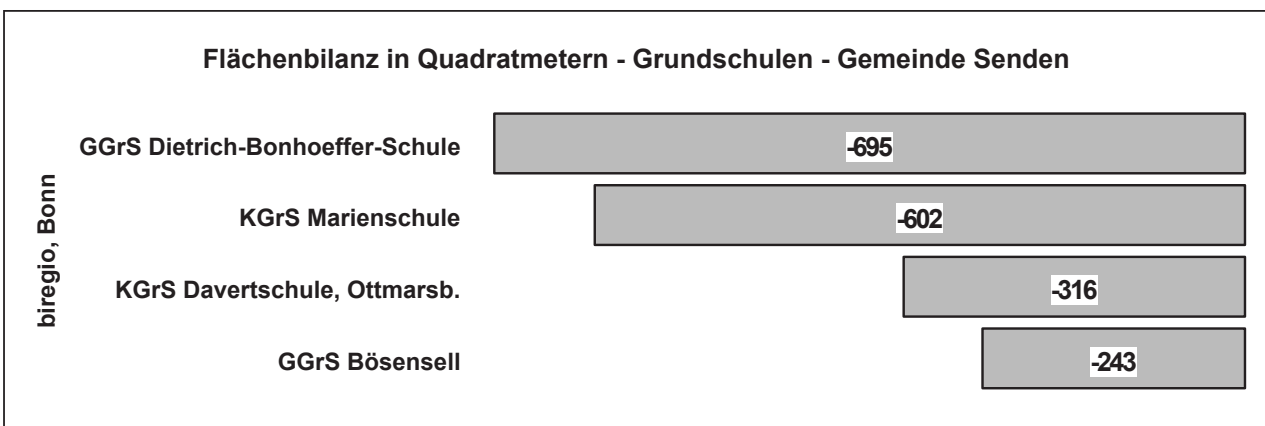 Flächenbilanz in Quadratmetern - Grundschulen - Gemeinde Senden
biregio, Bonn
GGrS Dietrich-Bonhoeffer-Schule -695
KGrS Marienschule -602
KGrS Davertschule, Ottmarsb. -316
GGrS Bösensell -243